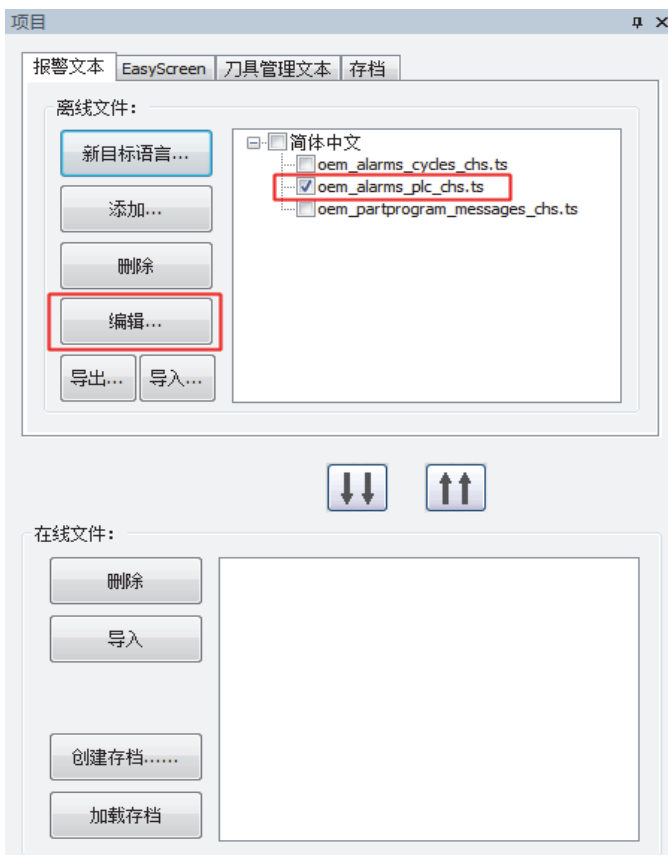 项目
报警文本 EasyScreen 刀具管理文本 存档
离线文件:
新目标语言...
添加...
删除
编辑...
导出... 导入...
简体中文
oem_alarms_cycles_chs.ts
oem_alarms_plc_chs.ts
oem_partprogram_messages_chs.ts
在线文件:
删除
导入
创建存档......
加载存档